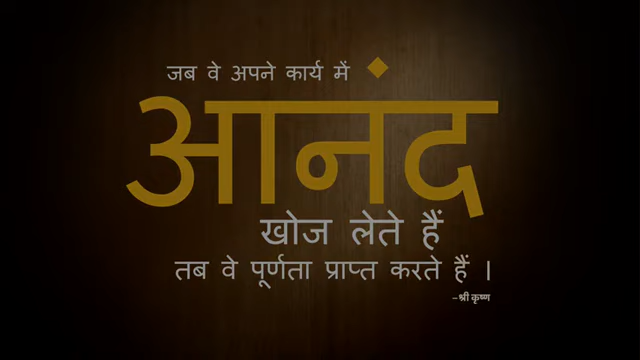 जब वे अपने कार्य में
आनंद
खोज लेते हैं
तब वे पूर्णता प्राप्त करते हैं ।
–श्री कृष्ण